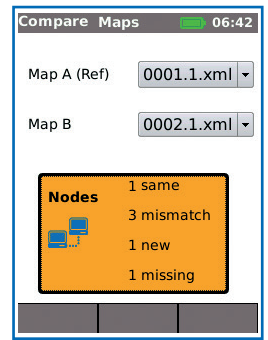 Compare Maps 06:42
Map A (Ref) 0001.1.xml
Map B 0002.1.xml
Nodes
1 same
3 mismatch
1 new
1 missing